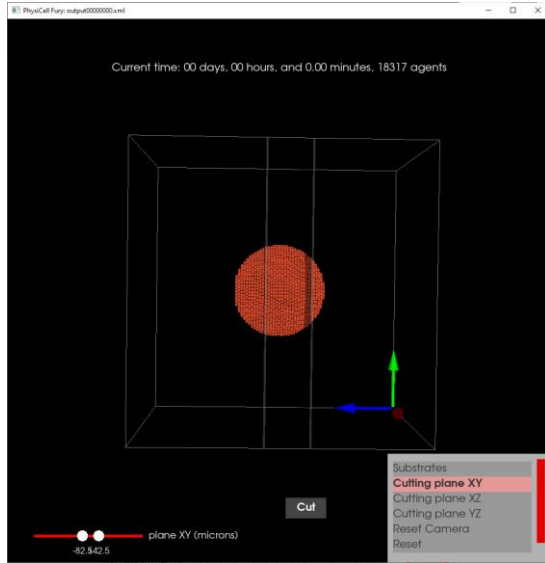 PhysiCell Fury: output00000000.xml
Current time: 00 days, 00 hours, and 0.00 minutes, 18317 agents
Substrates
Cutting plane XY
Cutting plane XZ
Cutting plane YZ
Reset Camera
Reset
Cut
plane XY (microns)